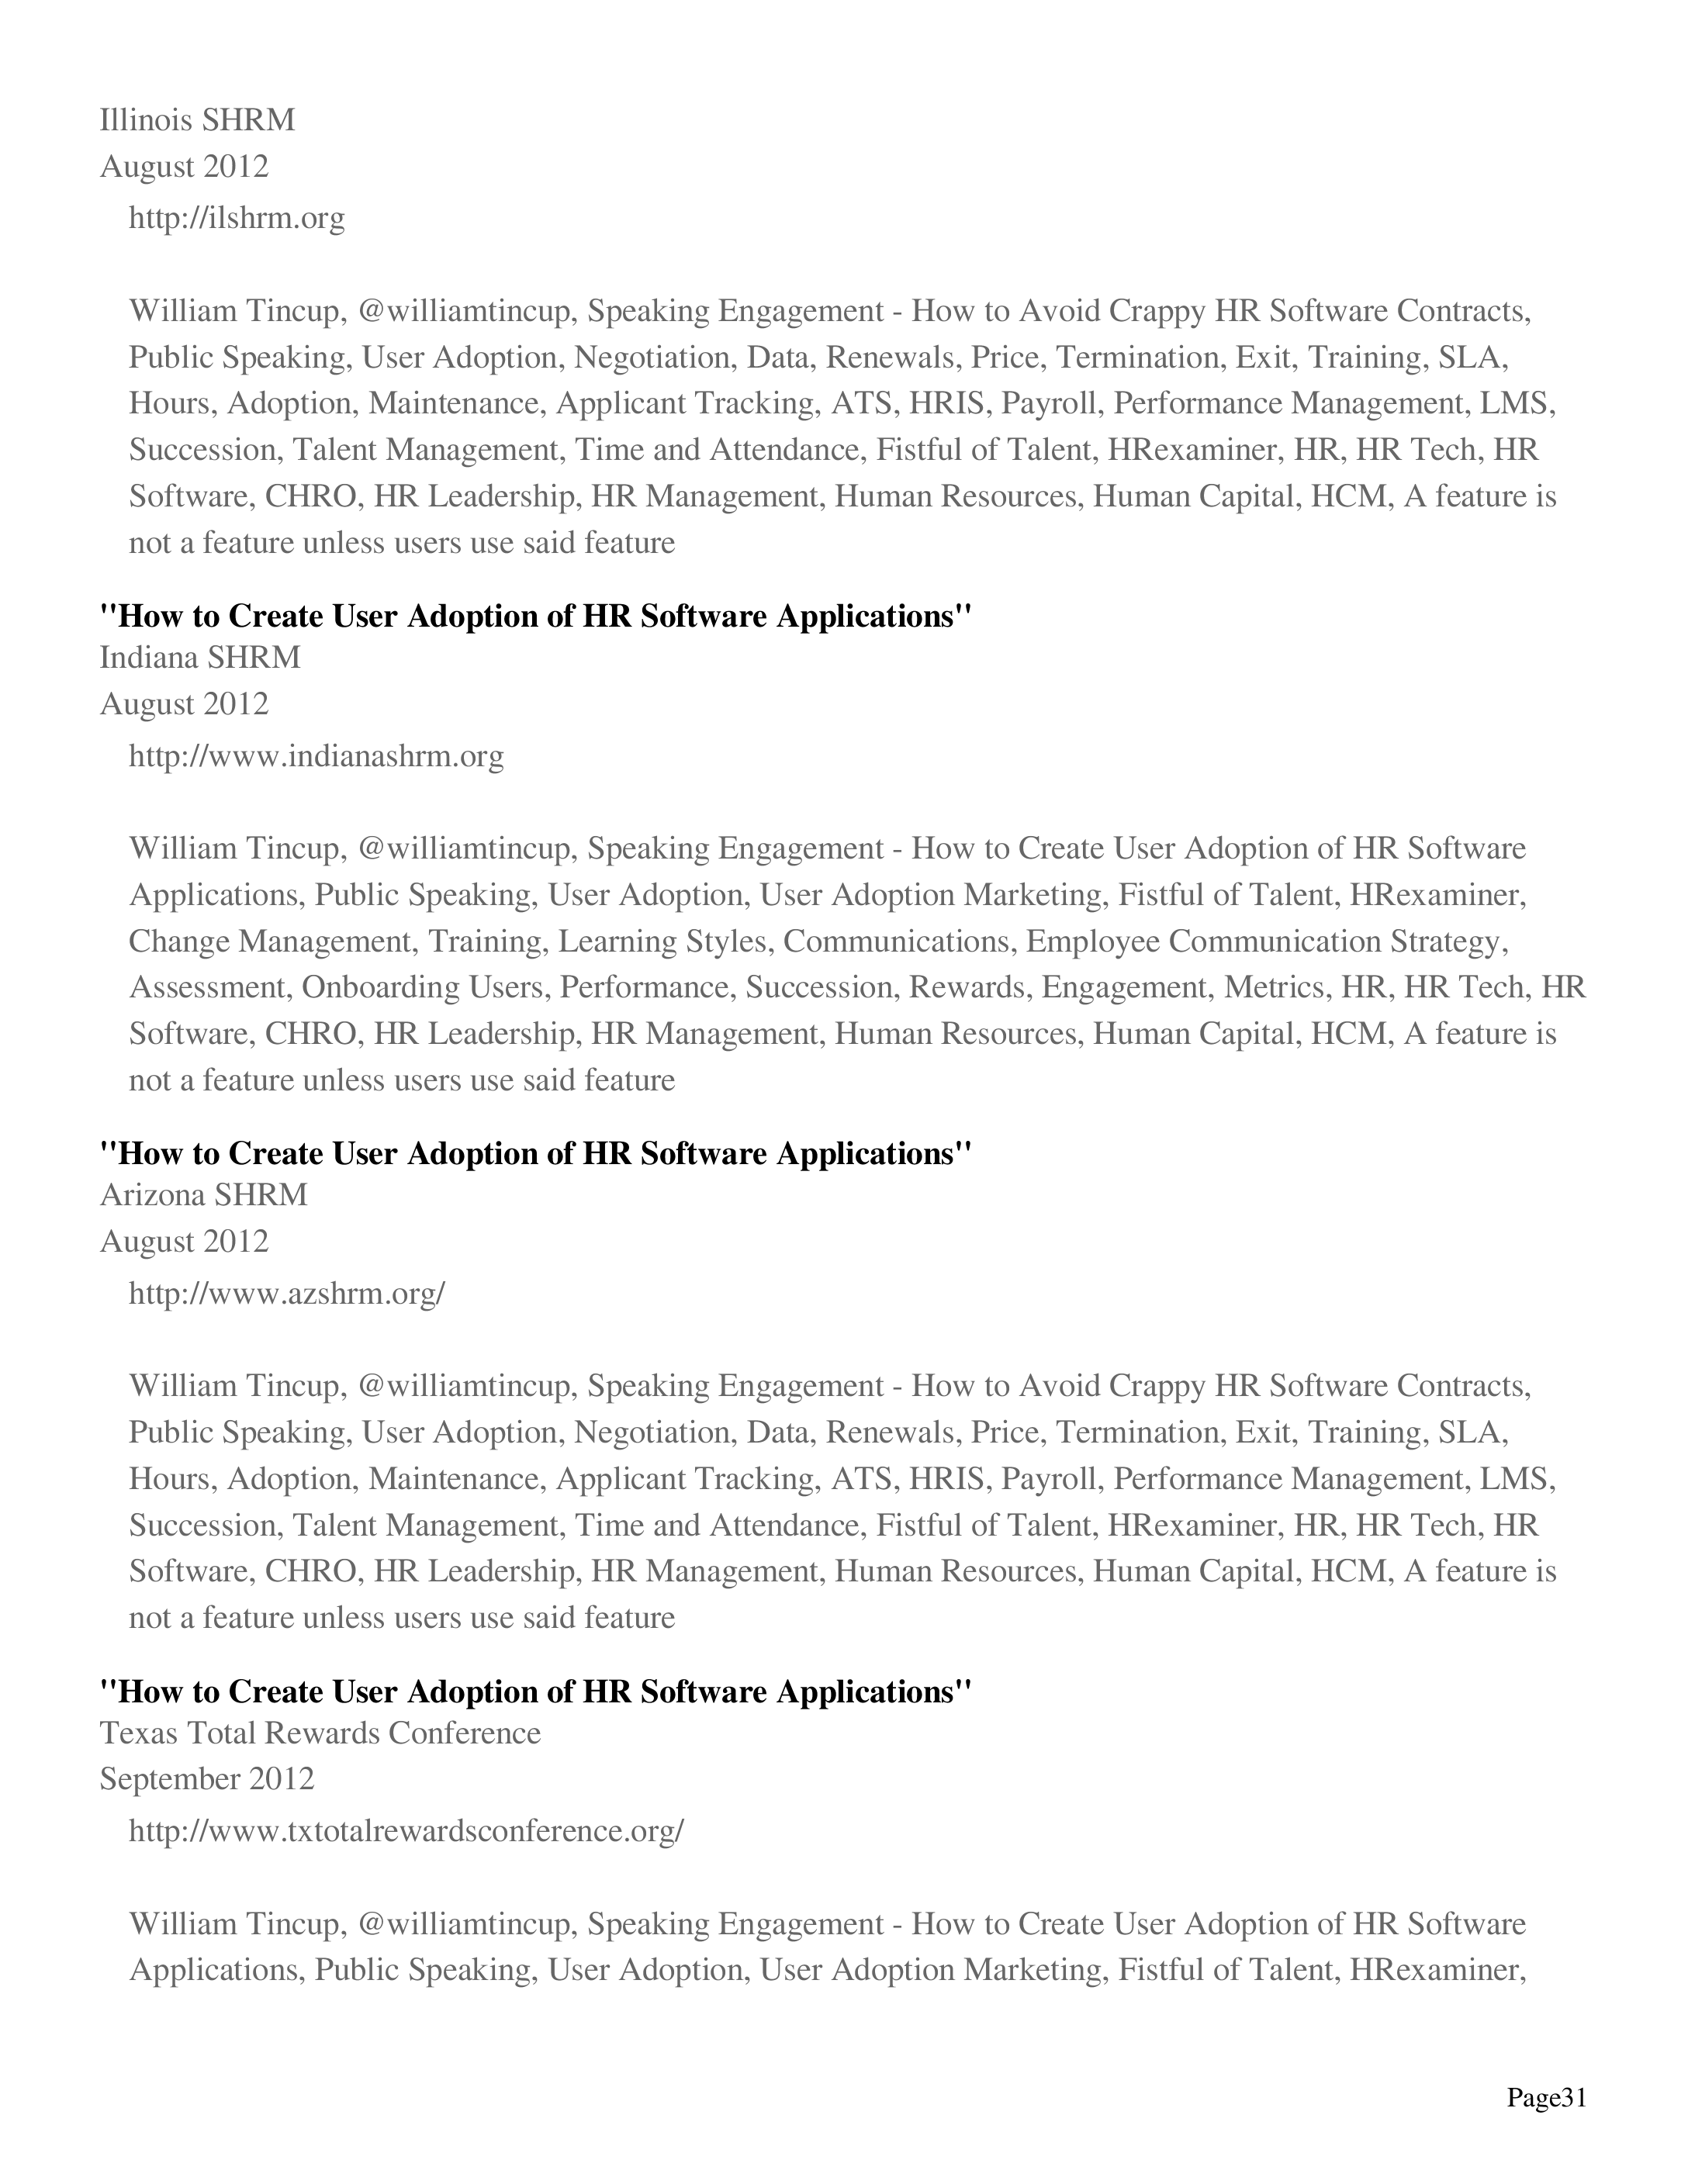 Illinois SHRM
August 2012
http://ilshrm.org
William Tincup, @williamtincup, Speaking Engagement - How to Avoid Crappy HR Software Contracts,
Public Speaking, User Adoption, Negotiation, Data, Renewals, Price, Termination, Exit, Training, SLA,
Hours, Adoption, Maintenance, Applicant Tracking, ATS, HRIS, Payroll, Performance Management, LMS,
Succession, Talent Management, Time and Attendance, Fistful of Talent, HRexaminer, HR, HR Tech, HR
Software, CHRO, HR Leadership, HR Management, Human Resources, Human Capital, HCM, A feature is
not a feature unless users use said feature
"How to Create User Adoption of HR Software Applications"
Indiana SHRM
August 2012
http://www.indianashrm.org
William Tincup, @williamtincup, Speaking Engagement - How to Create User Adoption of HR Software
Applications, Public Speaking, User Adoption, User Adoption Marketing, Fistful of Talent, HRexaminer,
Change Management, Training, Learning Styles, Communications, Employee Communication Strategy,
Assessment, Onboarding Users, Performance, Succession, Rewards, Engagement, Metrics, HR, HR Tech, HR
Software, CHRO, HR Leadership, HR Management, Human Resources, Human Capital, HCM, A feature is
not a feature unless users use said feature
"How to Create User Adoption of HR Software Applications"
Arizona SHRM
August 2012
http://www.azshrm.org/
William Tincup, @williamtincup, Speaking Engagement - How to Avoid Crappy HR Software Contracts,
Public Speaking, User Adoption, Negotiation, Data, Renewals, Price, Termination, Exit, Training, SLA,
Hours, Adoption, Maintenance, Applicant Tracking, ATS, HRIS, Payroll, Performance Management, LMS,
Succession, Talent Management, Time and Attendance, Fistful of Talent, HRexaminer, HR, HR Tech, HR
Software, CHRO, HR Leadership, HR Management, Human Resources, Human Capital, HCM, A feature is
not a feature unless users use said feature
"How to Create User Adoption of HR Software Applications"
Texas Total Rewards Conference
September 2012
http://www.txtotalrewardsconference.org/
William Tincup, @williamtincup, Speaking Engagement - How to Create User Adoption of HR Software
Applications, Public Speaking, User Adoption, User Adoption Marketing, Fistful of Talent, HRexaminer,
Page31